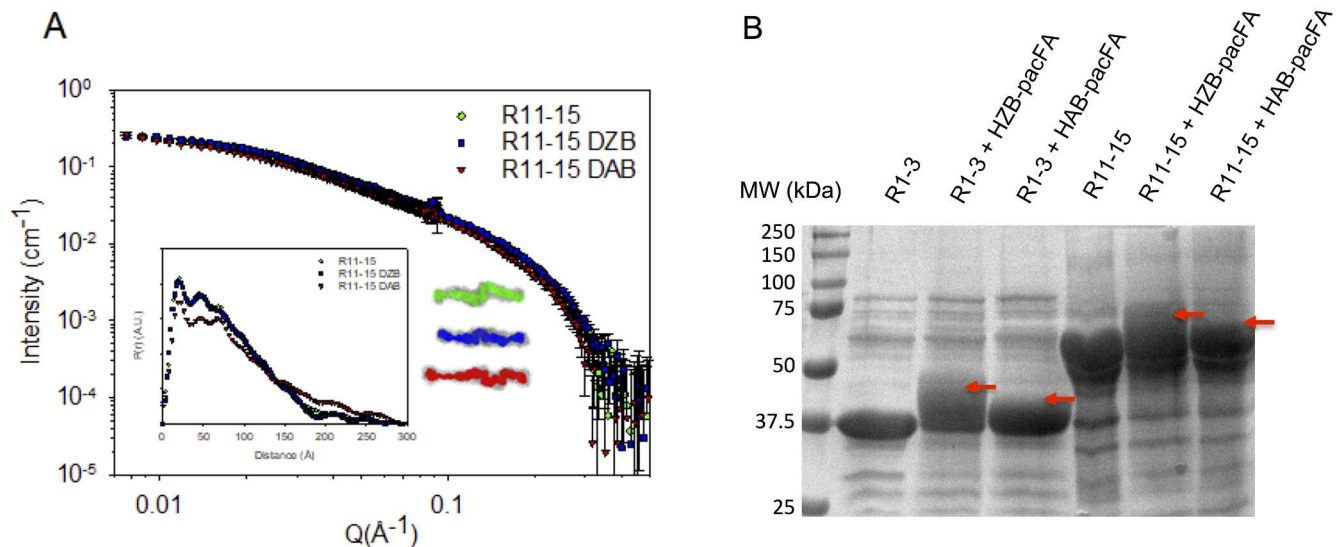 A
Intensity (cm⁻¹)
10⁰
10⁻¹
10⁻²
10⁻³
10⁻⁴
10⁻⁵
R11-15
R11-15 DZB
R11-15 DAB
P(r) (A.U.)
R11-15
R11-15 DZB
R11-15 DAB
0 50 100 150 200 250 300
Distance (Å)
0.01 0.1
Q(Å⁻¹)
B
MW (kDa)
R1-3
R1-3 + HZB-pacFA
R1-3 + HAB-pacFA
R11-15
R11-15 + HZB-pacFA
R11-15 + HAB-pacFA
250
150
100
75
50
37.5
25